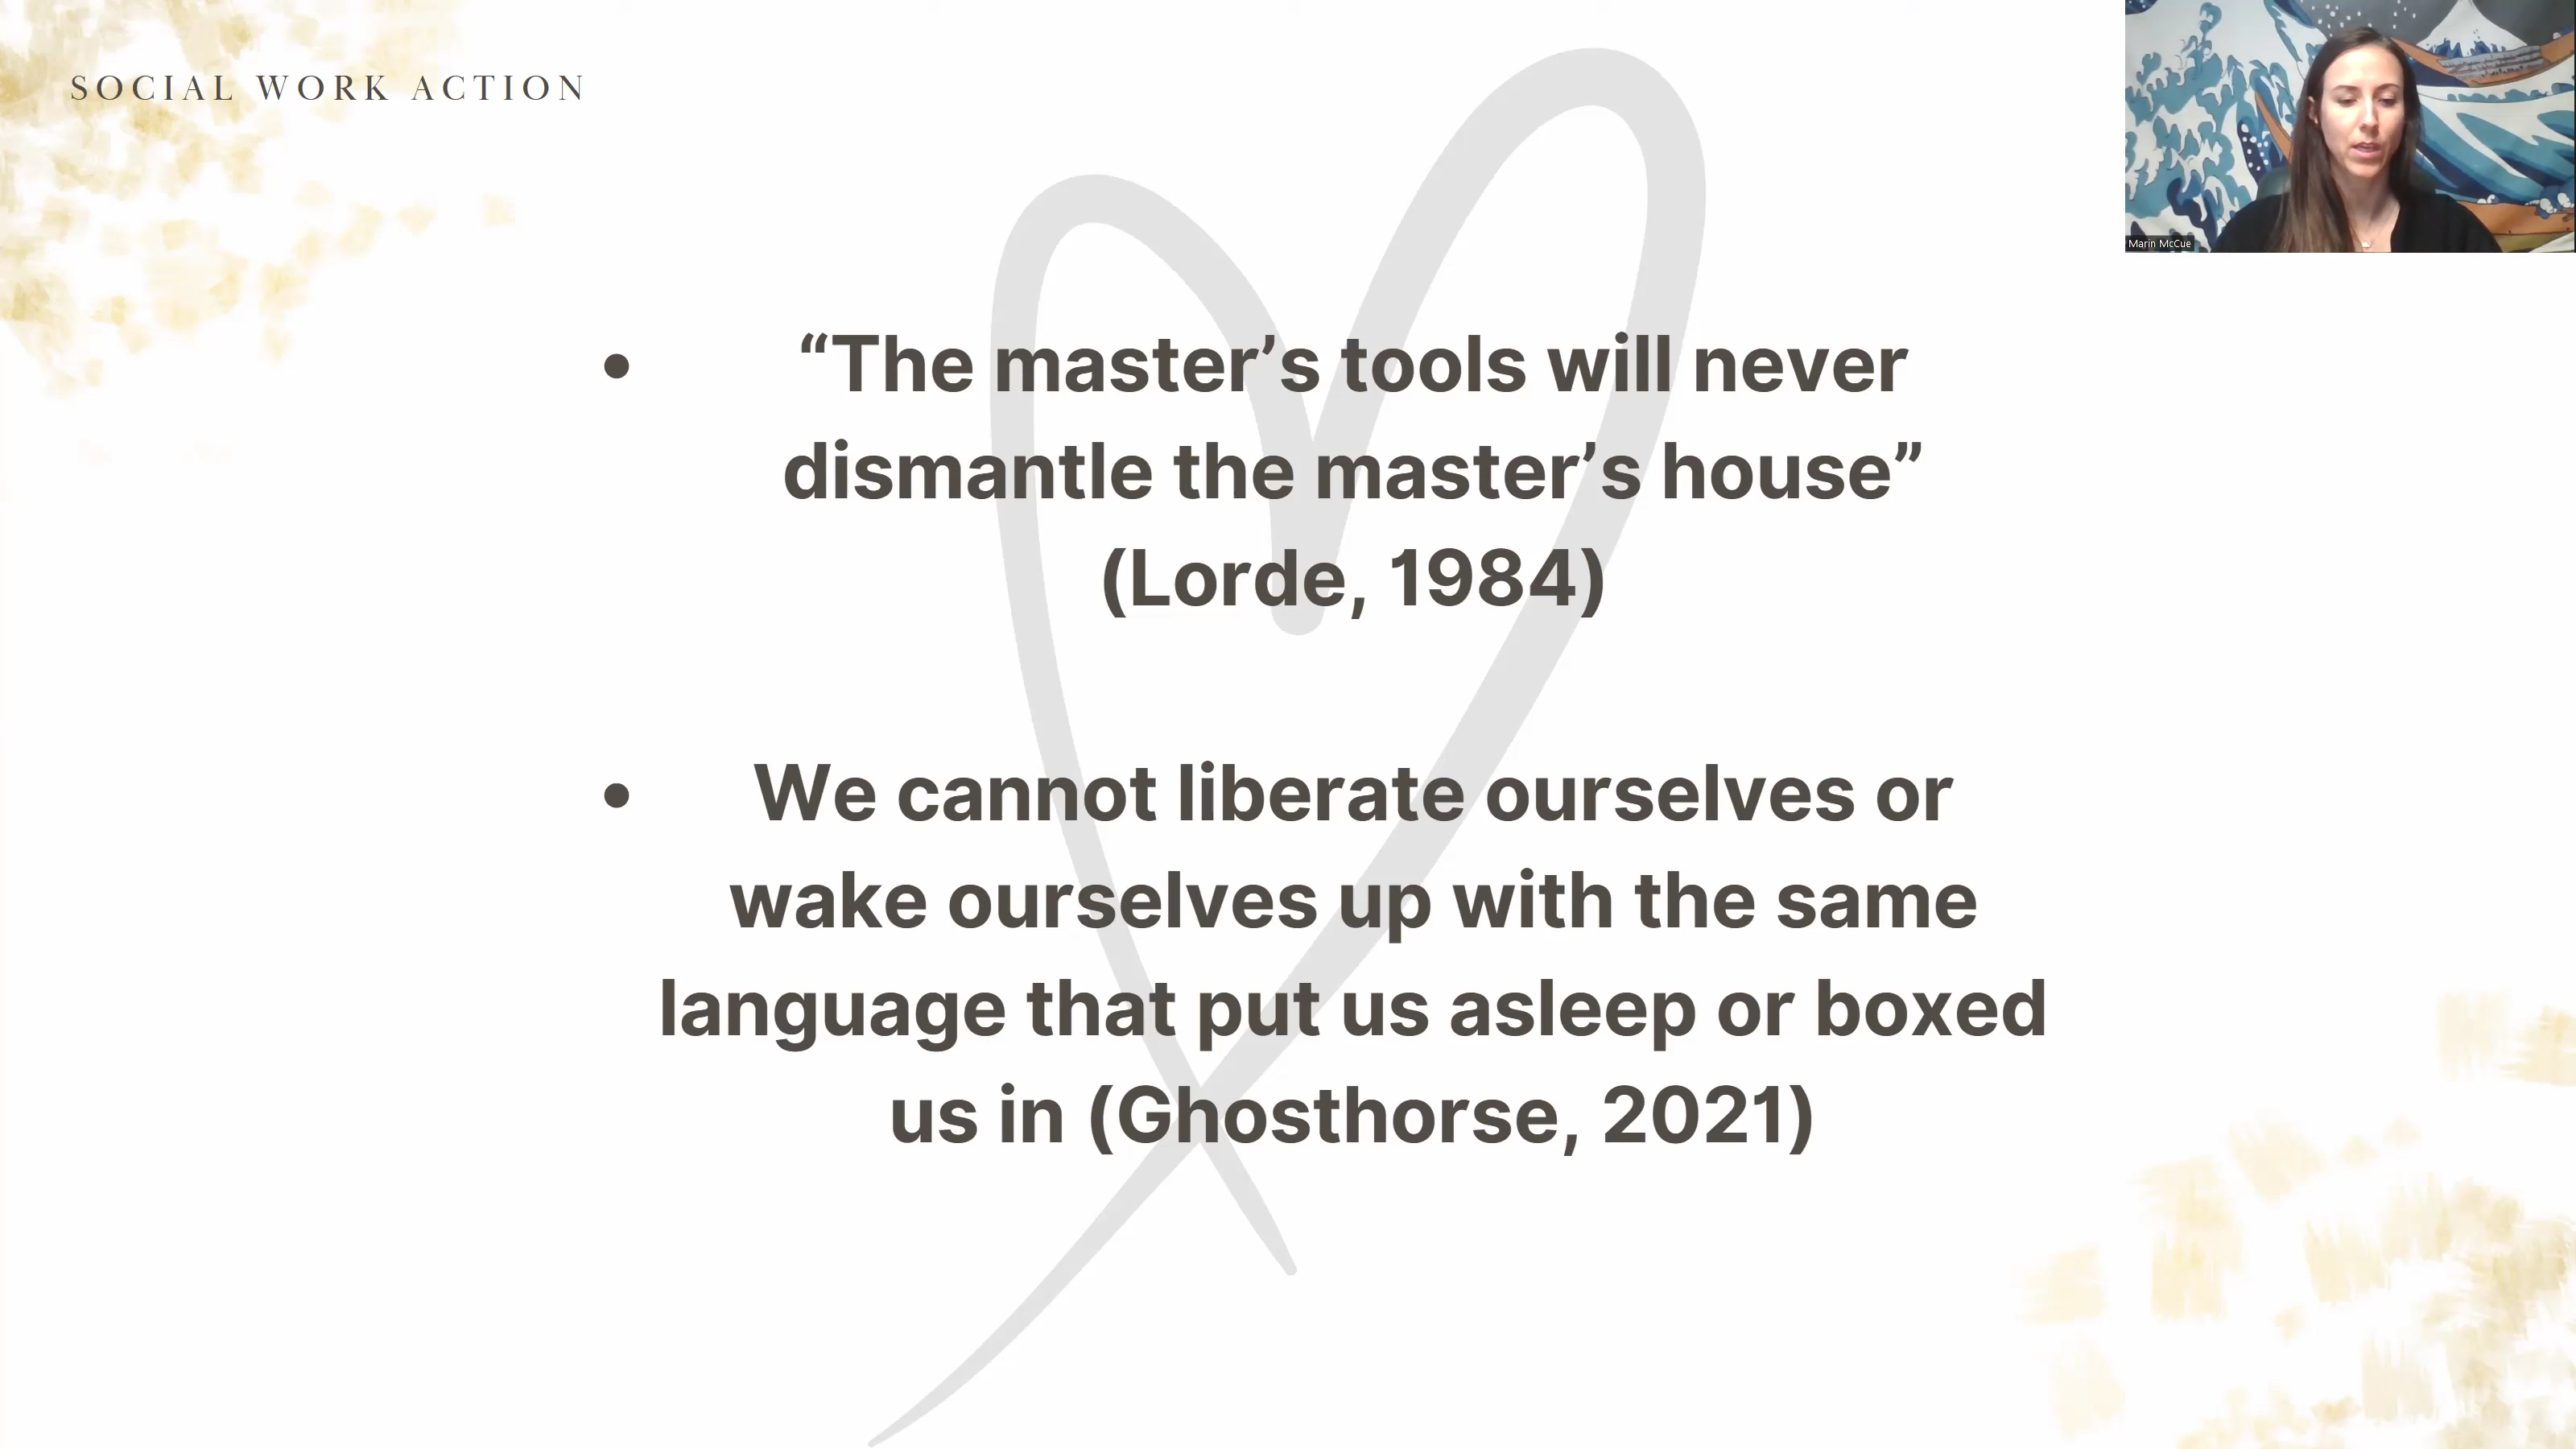 SOCIAL WORK ACTION
Marin McCue
• “The master’s tools will never
dismantle the master’s house”
(Lorde, 1984)
• We cannot liberate ourselves or
wake ourselves up with the same
language that put us asleep or boxed
us in (Ghosthorse, 2021)